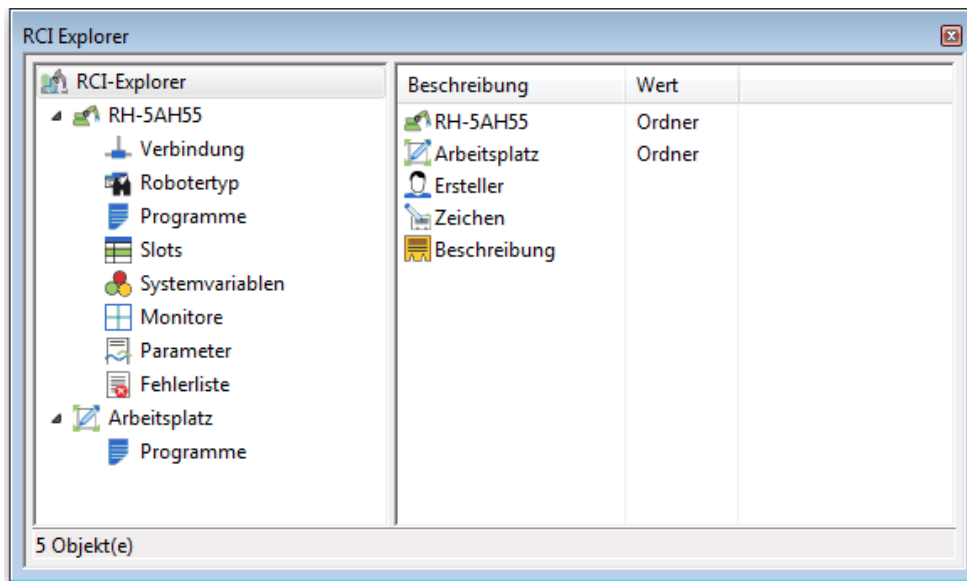 RCI Explorer
RCI-Explorer
RH-5AH55
Verbindung
Robotertyp
Programme
Slots
Systemvariablen
Monitore
Parameter
Fehlerliste
Arbeitsplatz
Programme
Beschreibung Wert
RH-5AH55 Ordner
Arbeitsplatz Ordner
Ersteller
Zeichen
Beschreibung
5 Objekt(e)